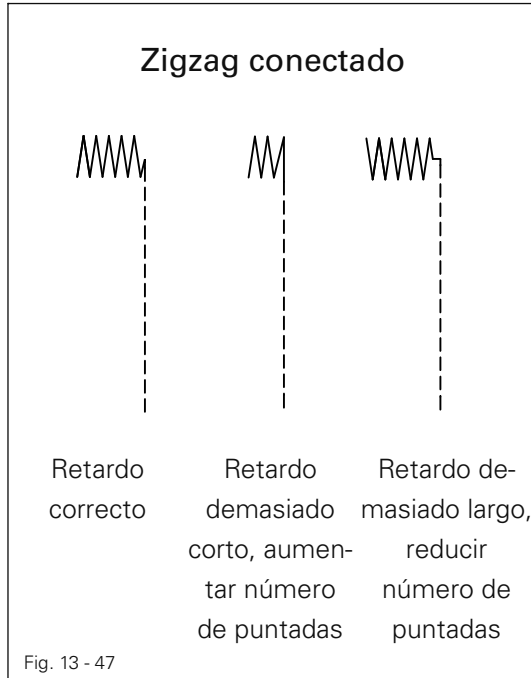 Zigzag conectado
Retardo
correcto
Retardo
demasiado
corto, aumen-
tar número
de puntadas
Retardo de-
masiado largo,
reducir
número de
puntadas
Fig. 13 - 47